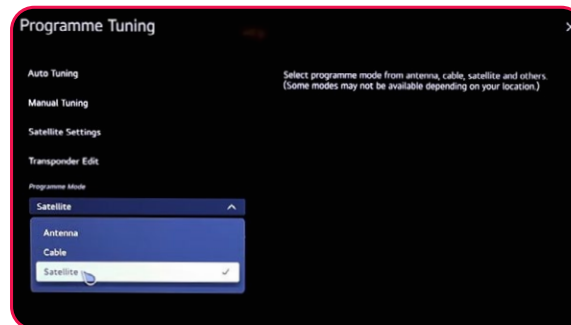 Programme Tuning
Auto Tuning
Select programme mode from antenna, cable, satellite and others.
(Some modes may not be available depending on your location.)
Manual Tuning
Satellite Settings
Transponder Edit
Programme Mode
Satellite
Antenna
Cable
Satellite